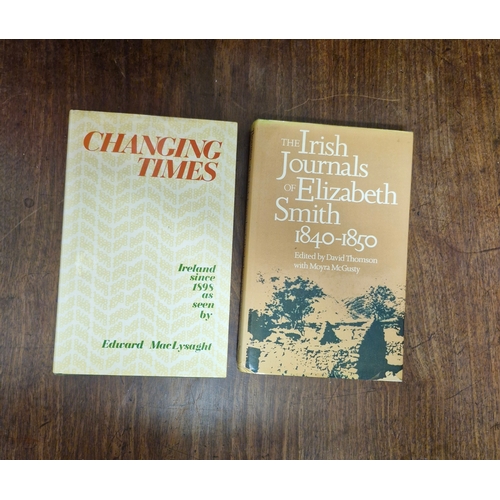 CHANGING
TIMES
Ireland
since
1898
as
seen
by
Edward MacLysaght
THE Irish
Journals
OF Elizabeth
Smith
1840-1850
Edited by David Thomson
with Moyra McGusty